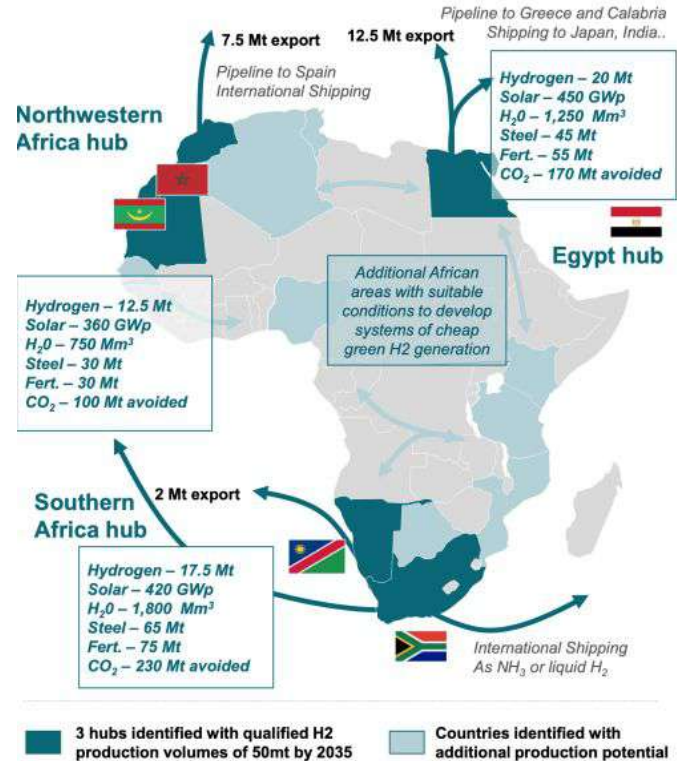 Pipeline to Greece and Calabria
Shipping to Japan, India..
7.5 Mt export
12.5 Mt export
Pipeline to Spain
International Shipping
Northwestern
Africa hub
Hydrogen – 20 Mt
Solar – 450 GWp
H₂0 – 1,250 Mm³
Steel – 45 Mt
Fert. – 55 Mt
CO₂ – 170 Mt avoided
Egypt hub
Additional African
areas with suitable
conditions to develop
systems of cheap
green H2 generation
Hydrogen – 12.5 Mt
Solar – 360 GWp
H₂0 – 750 Mm³
Steel – 30 Mt
Fert. – 30 Mt
CO₂ – 100 Mt avoided
2 Mt export
Southern
Africa hub
Hydrogen – 17.5 Mt
Solar – 420 GWp
H₂0 – 1,800 Mm³
Steel – 65 Mt
Fert. – 75 Mt
CO₂ – 230 Mt avoided
International Shipping
As NH₃ or liquid H₂
3 hubs identified with qualified H2
production volumes of 50mt by 2035
Countries identified with
additional production potential